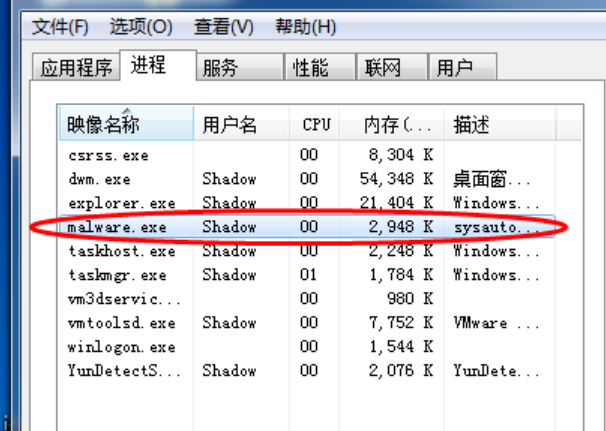 文件(F) 选项(O) 查看(V) 帮助(H)
应用程序 进程 服务 性能 联网 用户
映像名称 用户名 CPU 内存(... 描述
csrss.exe 00 8,304 K
dwm.exe Shadow 00 54,348 K 桌面窗...
explorer.exe Shadow 00 21,404 K Windows...
malware.exe Shadow 00 2,948 K sysauto...
taskhost.exe Shadow 00 2,248 K Windows...
taskmgr.exe Shadow 01 1,784 K Windows...
vm3dservic... 00 980 K
vmtoolsd.exe Shadow 00 7,752 K VMware ...
winlogon.exe 00 1,544 K
YunDetectS... Shadow 00 2,076 K YunDete...